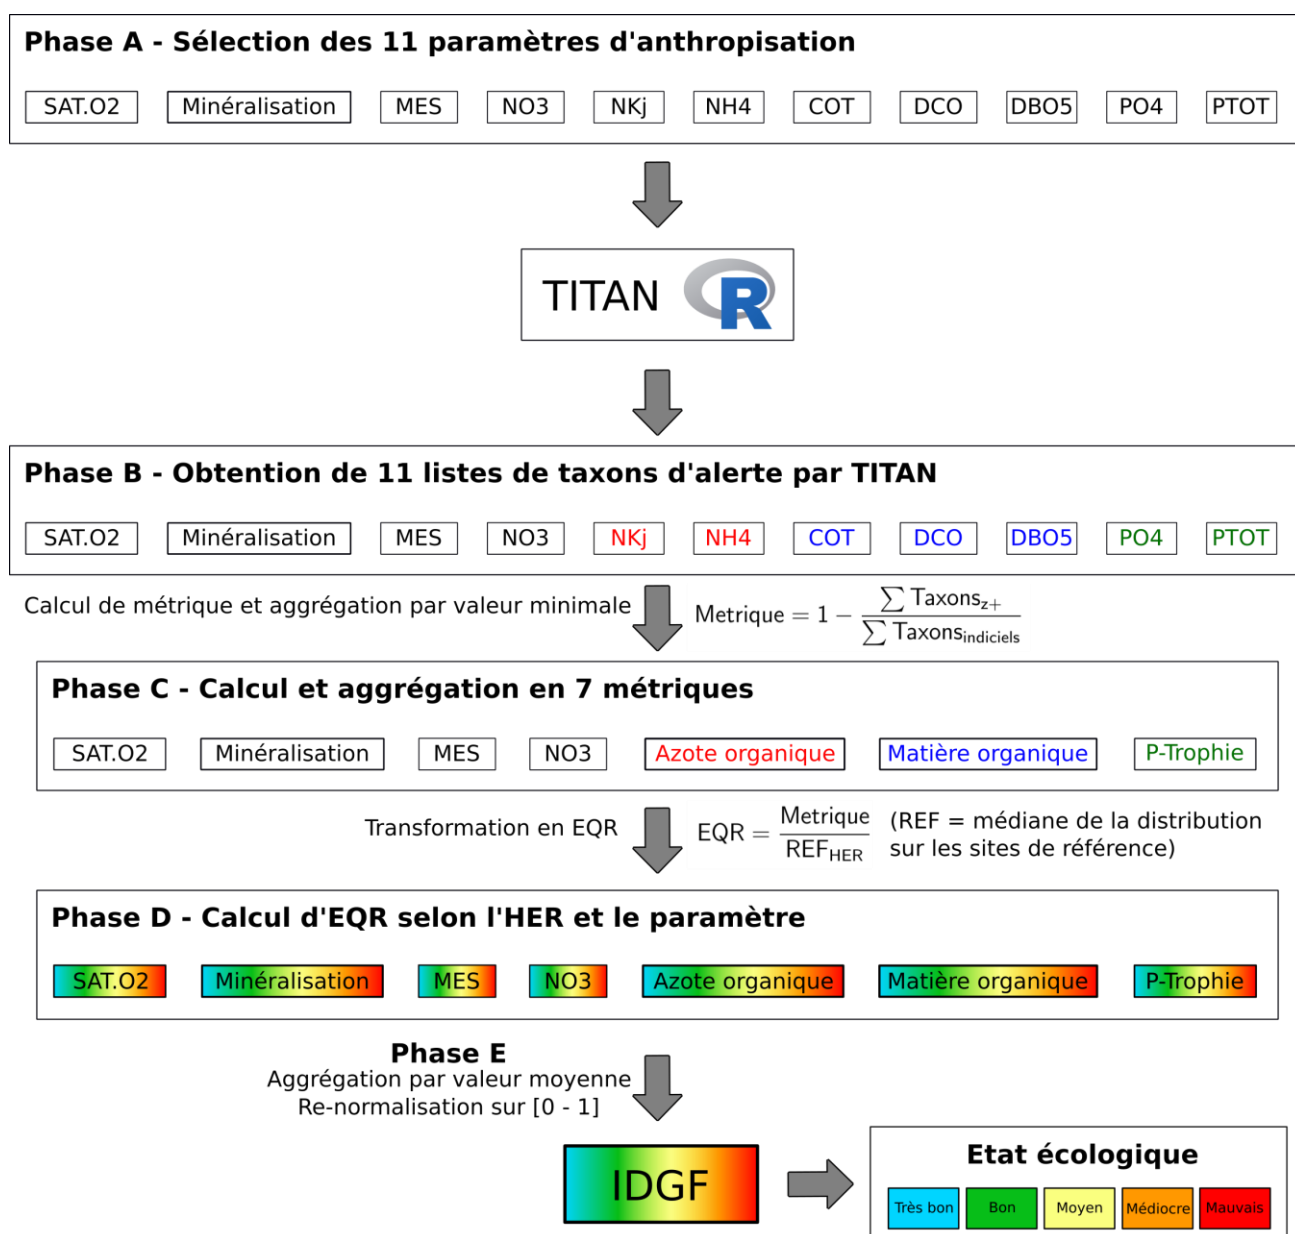 Phase A - Sélection des 11 paramètres d'anthropisation
SAT.O2 Minéralisation MES NO3 NKj NH4 COT DCO DBO5 PO4 PTOT
TITAN R
Phase B - Obtention de 11 listes de taxons d'alerte par TITAN
SAT.O2 Minéralisation MES NO3 NKj NH4 COT DCO DBO5 PO4 PTOT
Calcul de métrique et aggrégation par valeur minimale
Metrique = 1 − ∑ Taxons z+ / ∑ Taxons indiciels
Phase C - Calcul et aggrégation en 7 métriques
SAT.O2 Minéralisation MES NO3 Azote organique Matière organique P-Trophie
Transformation en EQR
EQR = Metrique / REF HER
(REF = médiane de la distribution
sur les sites de référence)
Phase D - Calcul d'EQR selon l'HER et le paramètre
SAT.O2 Minéralisation MES NO3 Azote organique Matière organique P-Trophie
Phase E
Aggrégation par valeur moyenne
Re-normalisation sur [0 - 1]
IDGF
Etat écologique
Très bon Bon Moyen Médiocre Mauvais